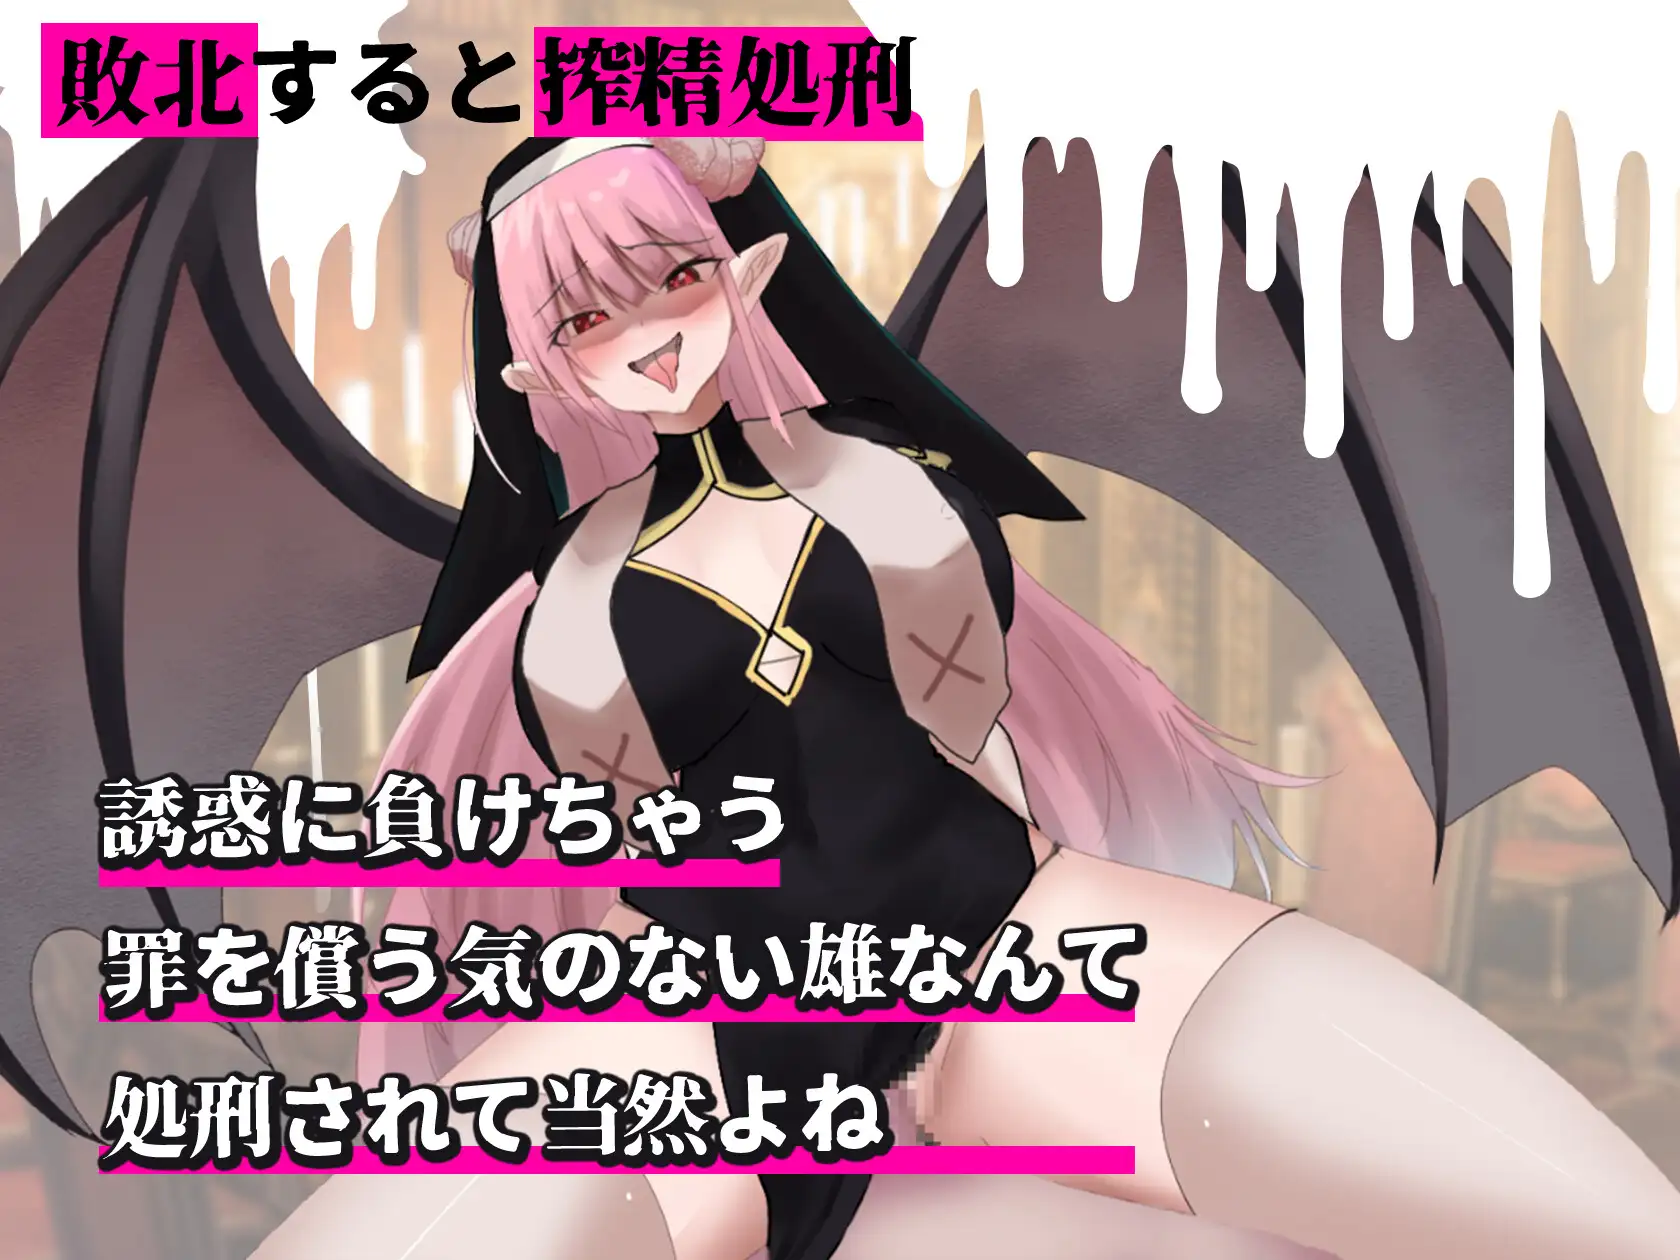 敗北すると搾精処刑
誘惑に負けちゃう
罪を償う気のない雄なんて
処刑されて当然よね